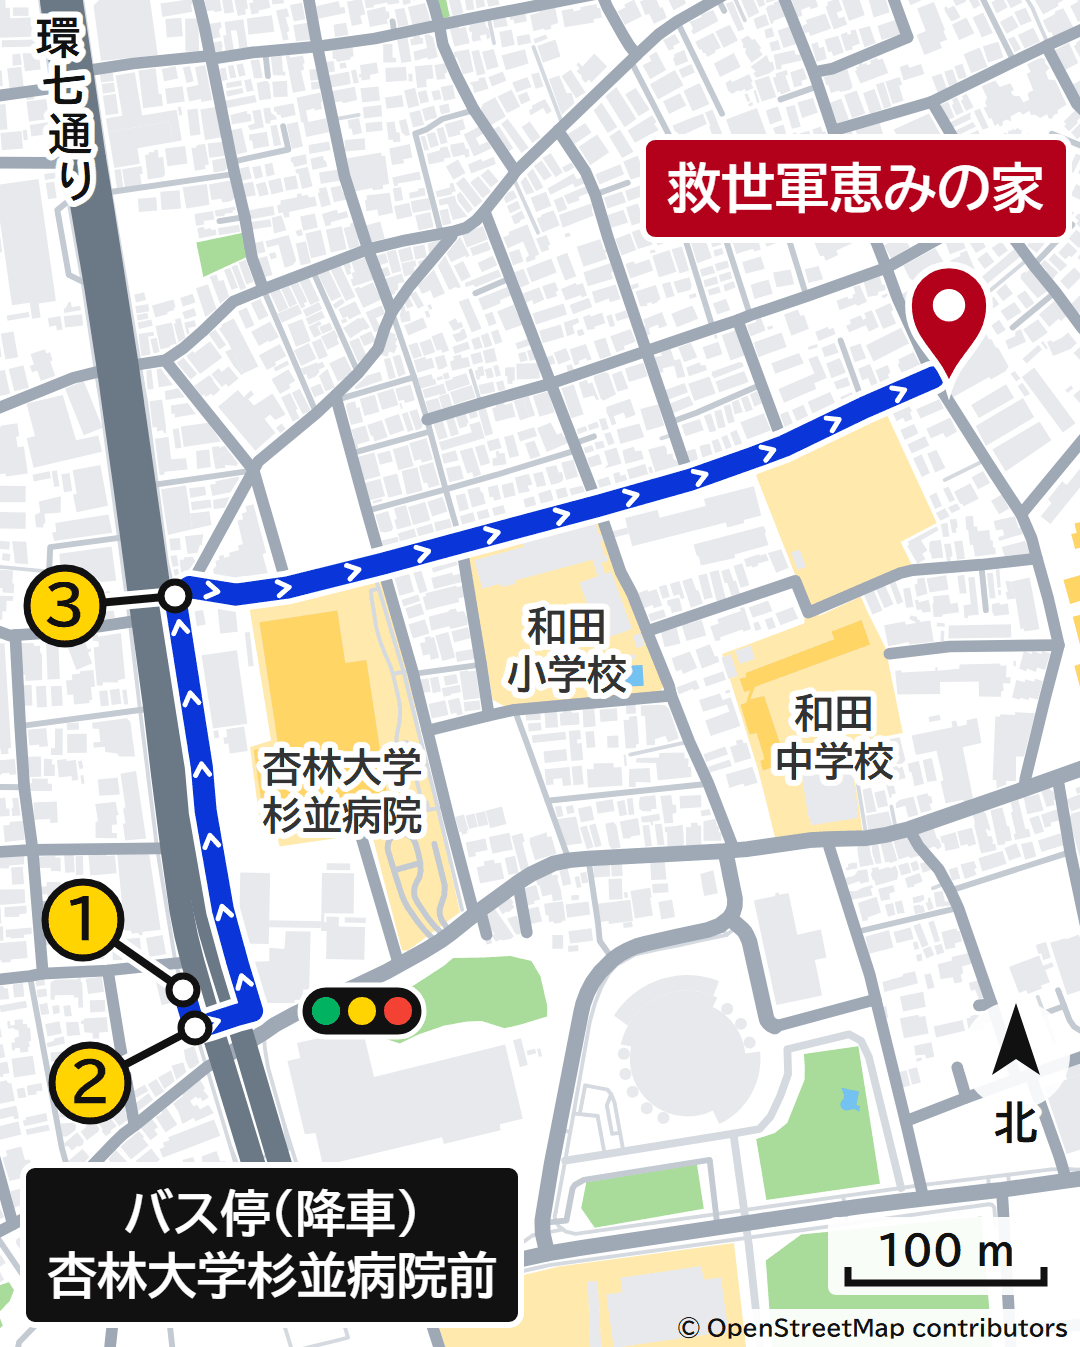 環七通り
救世軍恵みの家
3
和田
小学校
和田
中学校
杏林大学
杉並病院
1
2
北
バス停(降車)
杏林大学杉並病院前
100 m
© OpenStreetMap contributors